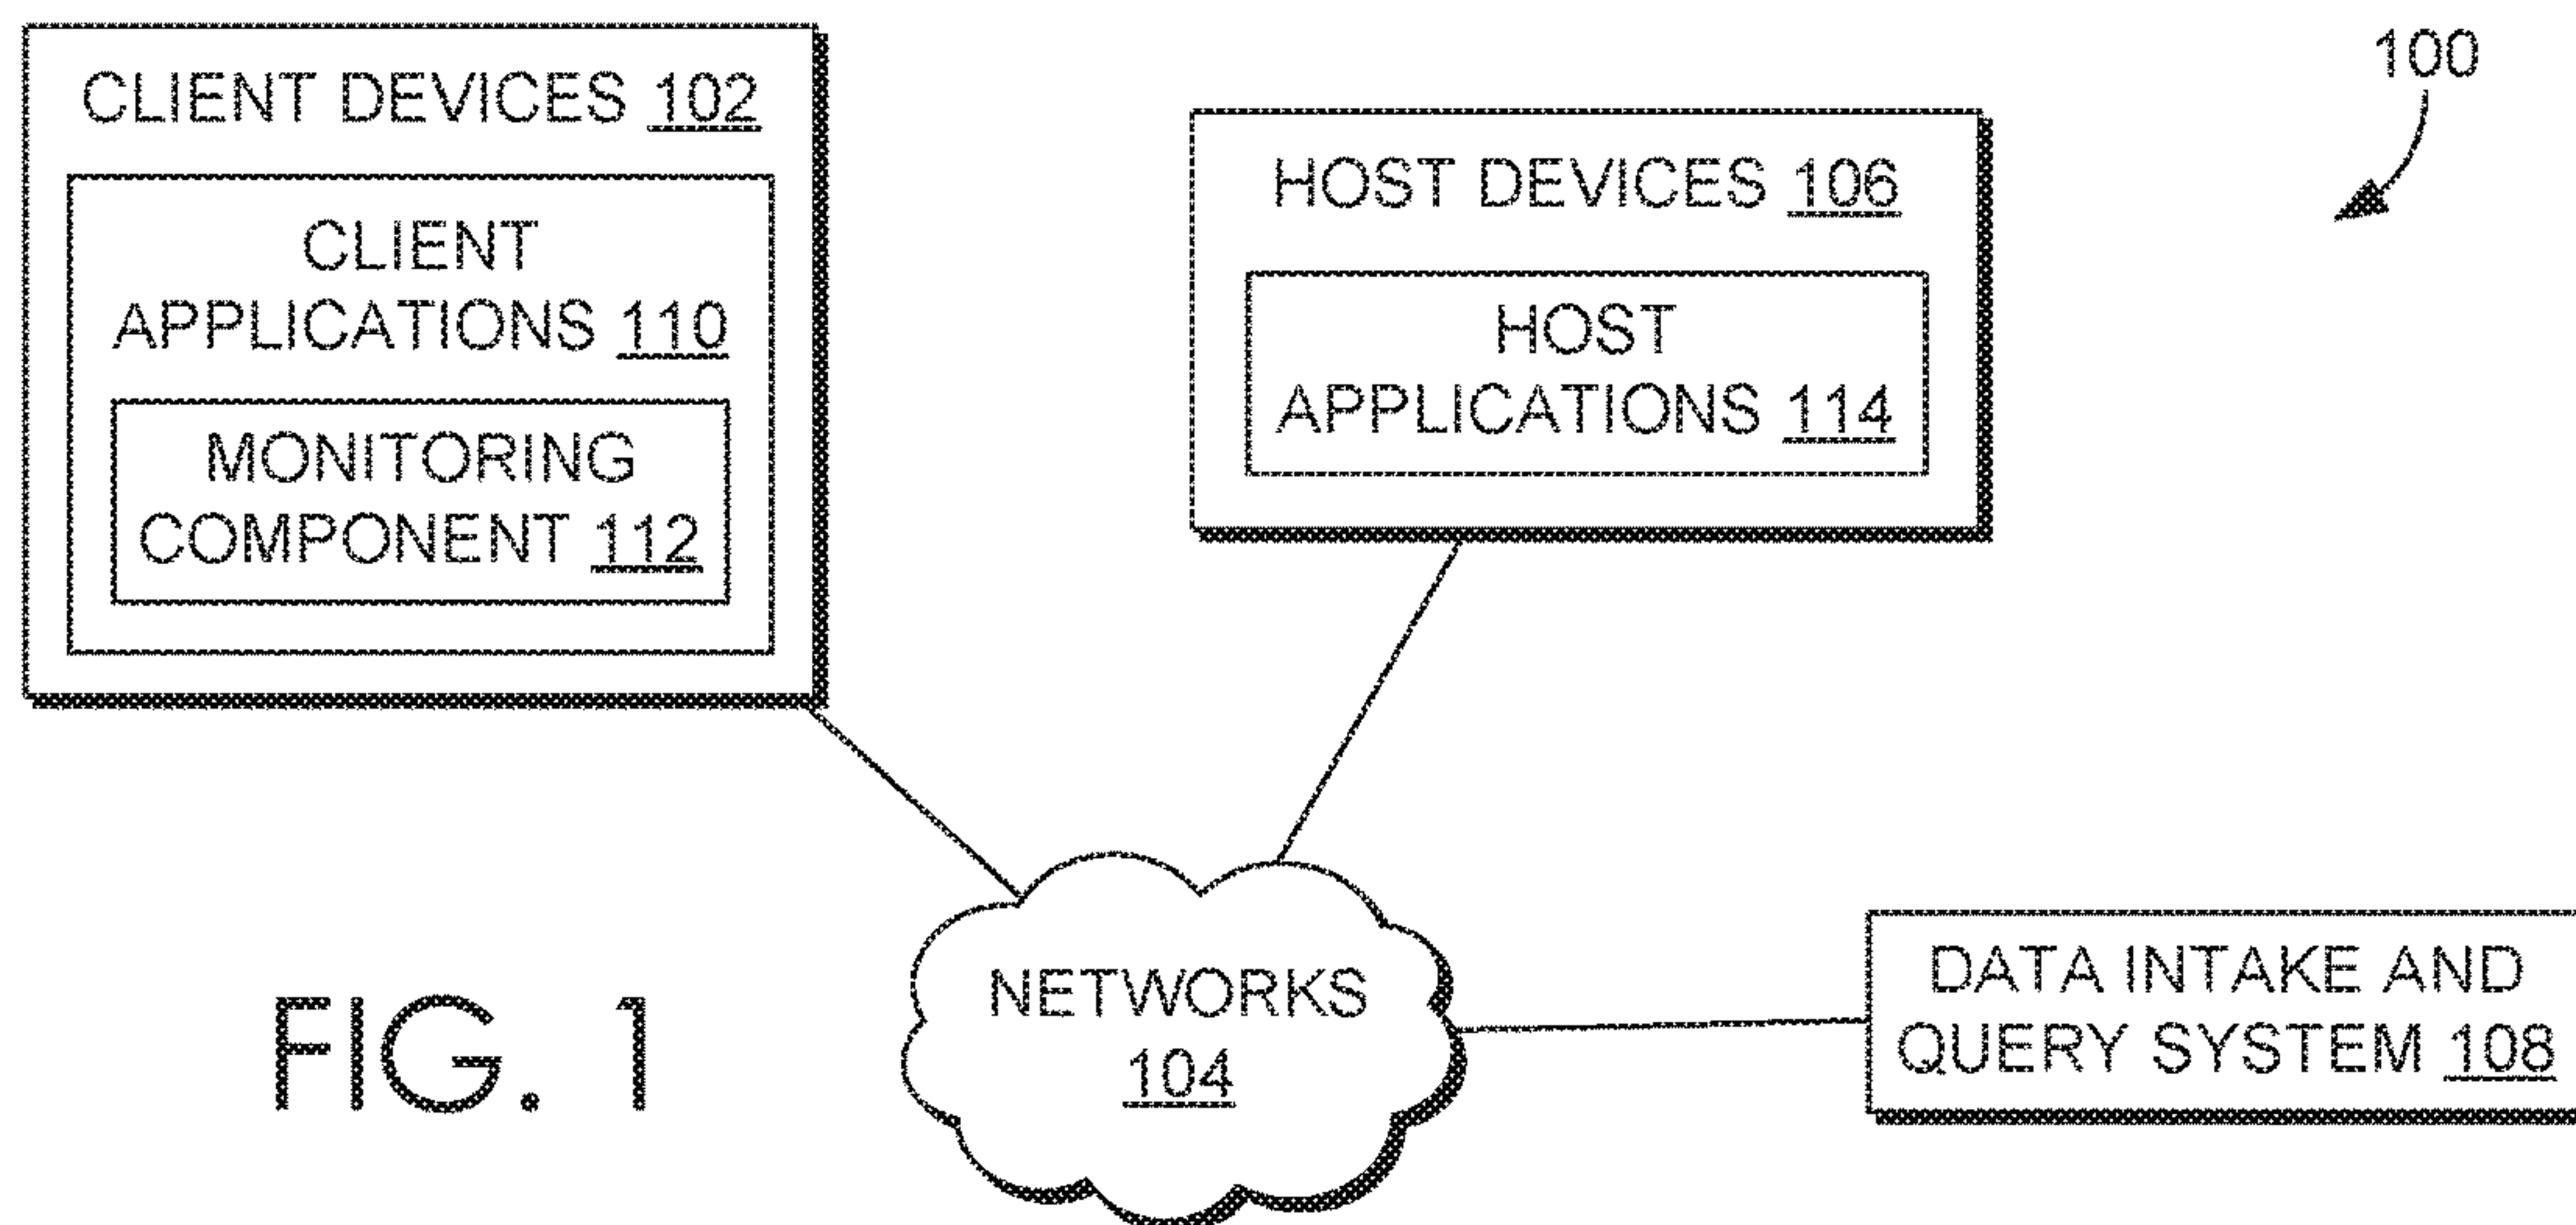 CLIENT DEVICES 102
CLIENT
APPLICATIONS 110
MONITORING
COMPONENT 112
HOST DEVICES 106
HOST
APPLICATIONS 114
100
NETWORKS
104
DATA INTAKE AND
QUERY SYSTEM 108
FIG. 1